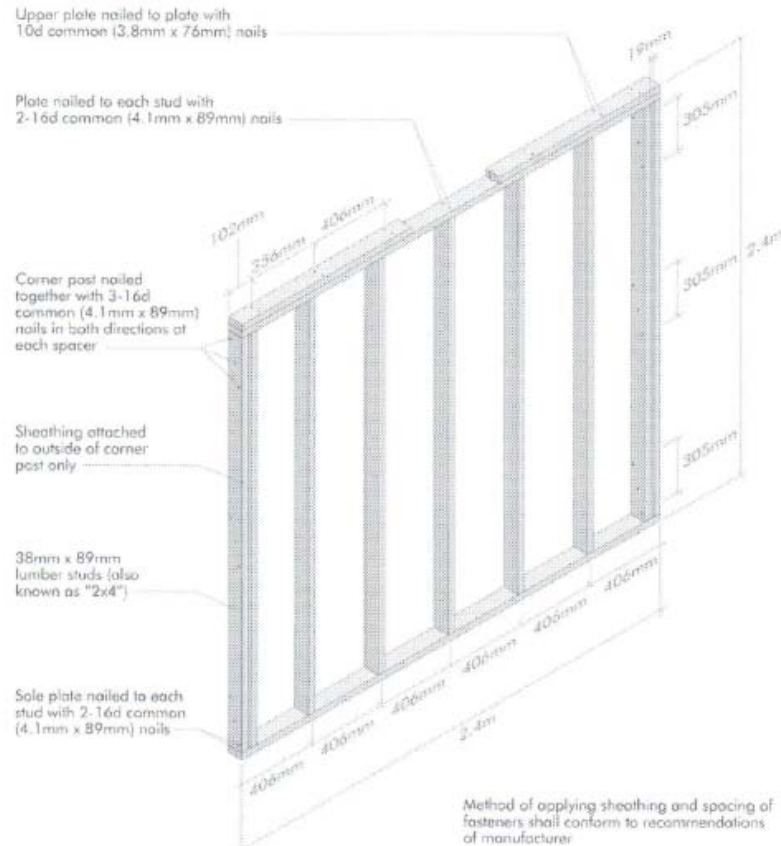 Upper plate nailed to plate with
10d common (3.8mm x 76mm) nails
19mm
Plate nailed to each stud with
2-16d common (4.1mm x 89mm) nails
305mm
406mm
102mm
356mm
2.4m
Corner post nailed
together with 3-16d
common (4.1mm x 89mm)
nails in both directions at
each spacer
305mm
Sheathing attached
to outside of corner
post only
305mm
38mm x 89mm
lumber studs (also
known as "2x4")
406mm
406mm
406mm
406mm
406mm
406mm
2.4m
Sole plate nailed to each
stud with 2-16d common
(4.1mm x 89mm) nails
Method of applying sheathing and spacing of
fasteners shall conform to recommendations
of manufacturer